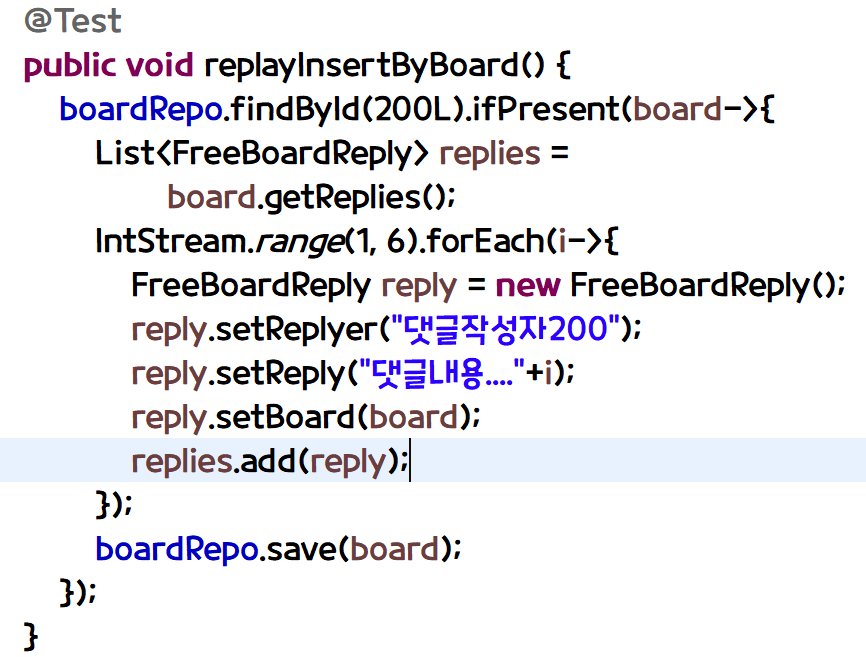 @Test
public void replayInsertByBoard() {
boardRepo.findById(200L).ifPresent(board->{
List<FreeBoardReply> replies =
board.getReplies();
IntStream.range(1, 6).forEach(i->{
FreeBoardReply reply = new FreeBoardReply();
reply.setReplyer("댓글작성자200");
reply.setReply("댓글내용...."+i);
reply.setBoard(board);
replies.add(reply);
});
boardRepo.save(board);
});
}